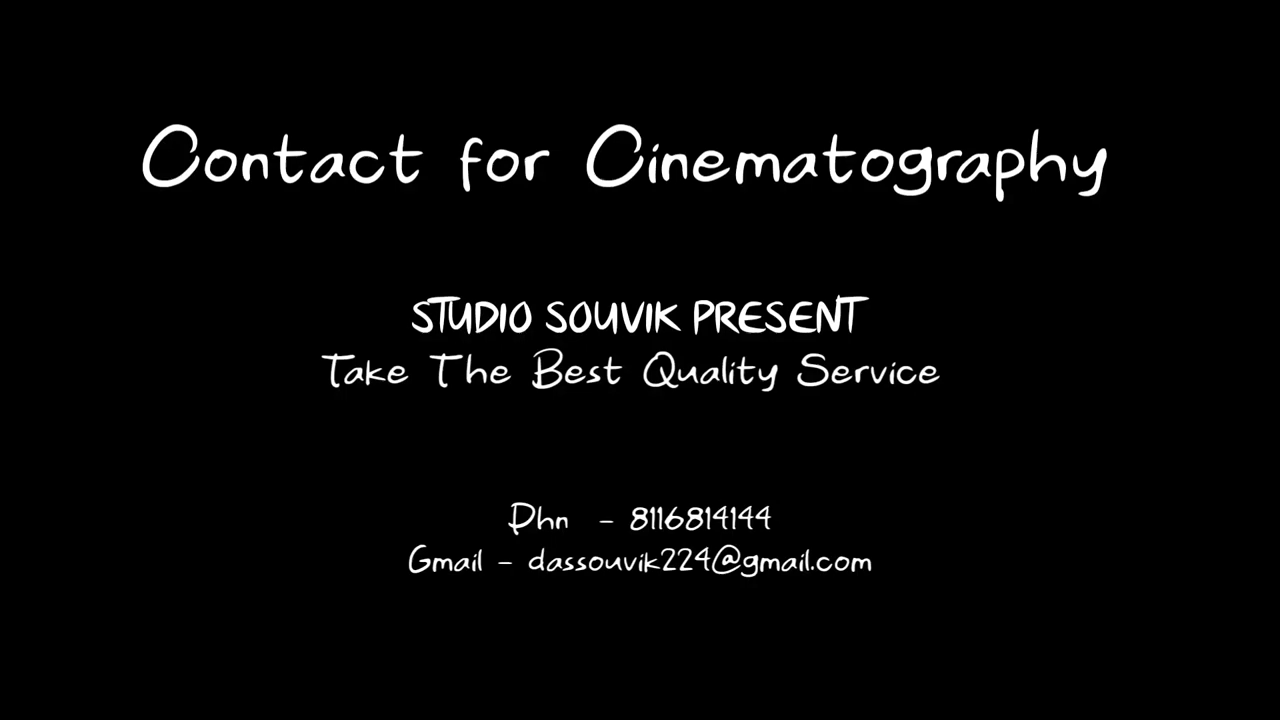 Contact for Cinematography
STUDIO SOUVIK PRESENT
Take The Best Quality Service
Phn - 8116814144
Gmail - dassouvik224@gmail.com